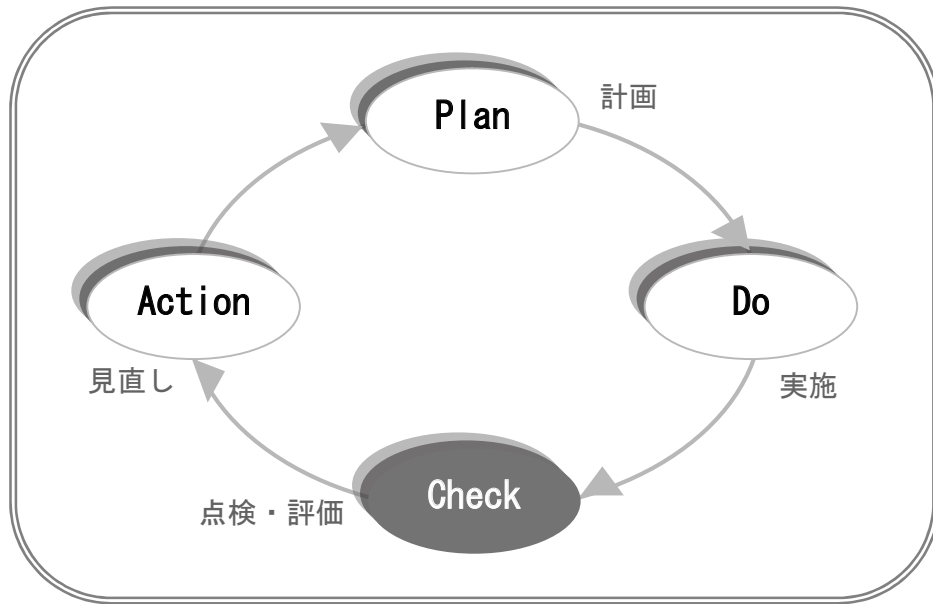 Plan
計画
Do
実施
Check
点検・評価
Action
見直し